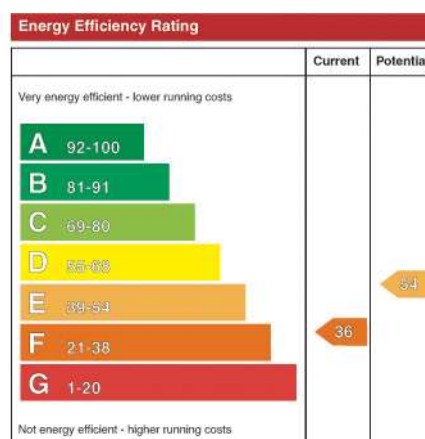 Energy Efficiency Rating
Current Potentia
Very energy efficient - lower running costs
A 92-100
B 81-91
C 69-80
D 55-68
E 39-54
54
F 21-38
36
G 1-20
Not energy efficient - higher running costs